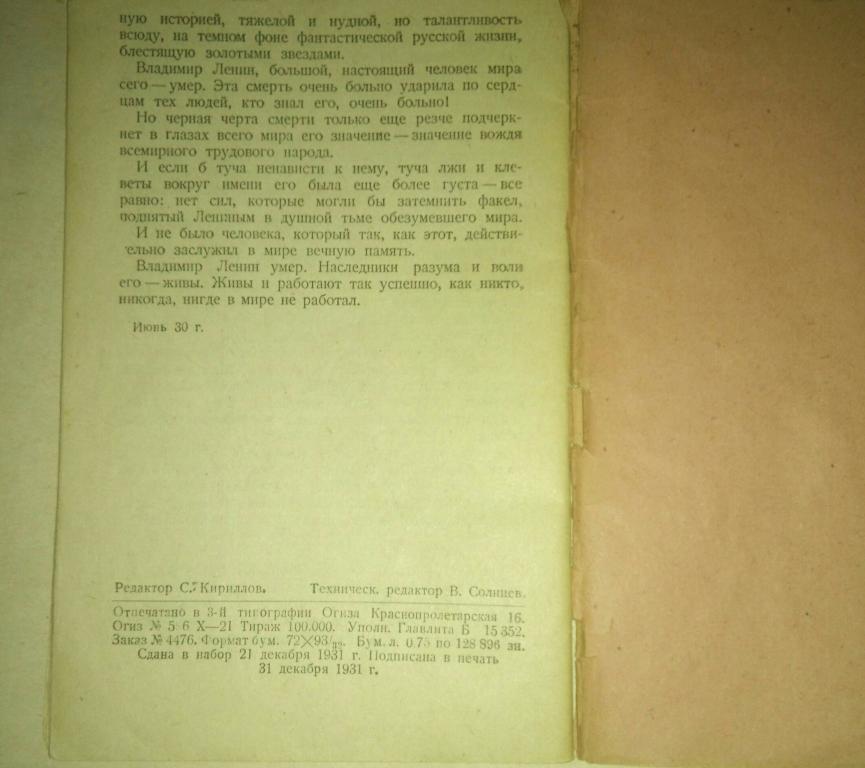 ную историей, тяжелой и нудной, но талантливость
всюду, на темном фоне фантастической русской жизни,
блестящую золотыми звездами.
Владимир Ленин, большой, настоящий человек мира
сего — умер. Эта смерть очень больно ударила по серд-
цам тех людей, кто знал его, очень больно!
Но черная черта смерти только еще резче подчерк-
нет в глазах всего мира его значение — значение вождя
всемирного трудового народа.
И если б туча ненависти к нему, туча лжи и кле-
веты вокруг имени его была еще более густа — все
равно: нет сил, которые могли бы затемнить факел,
поднятый Лениным в душной тьме обезумевшего мира.
И не было человека, который так, как этот, действи-
тельно заслужил в мире вечную память.
Владимир Ленин умер. Наследники разума и воли
его — живы. Живы и работают так успешно, как никто,
никогда, нигде в мире не работал.
Июнь 30 г.
Редактор С. Кириллов. Техническ. редактор В. Солнцев.
Отпечатано в 3-й типографии Огиза Краснопролетарская 16.
Огиз № 5 6 X—21 Тираж 100.000. Уполн. Главлита Б 15352.
Заказ № 4476. Формат бум. 72×93/ Бум. л. 0.75 по 128896 зн.
Сдана в набор 21 декабря 1931 г. Подписана в печать
31 декабря 1931 г.